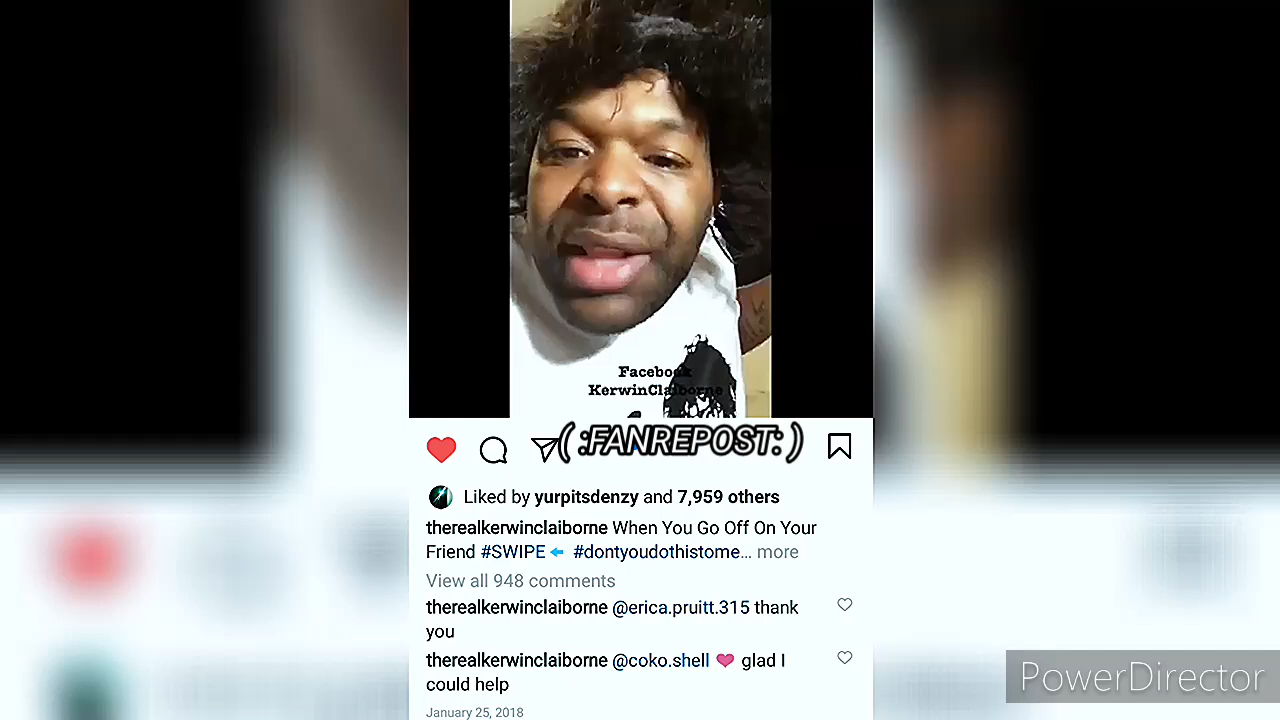 Facebook
KerwinClaiborne
( :FANREPOST: )
Liked by yurpitsdenzy and 7,959 others
therealkerwinclaiborne When You Go Off On Your
Friend #SWIPE #dontyoudothistome... more
View all 948 comments
therealkerwinclaiborne @erica.pruitt.315 thank
you
therealkerwinclaiborne @coko.shell glad I
could help
January 25, 2018
PowerDirector